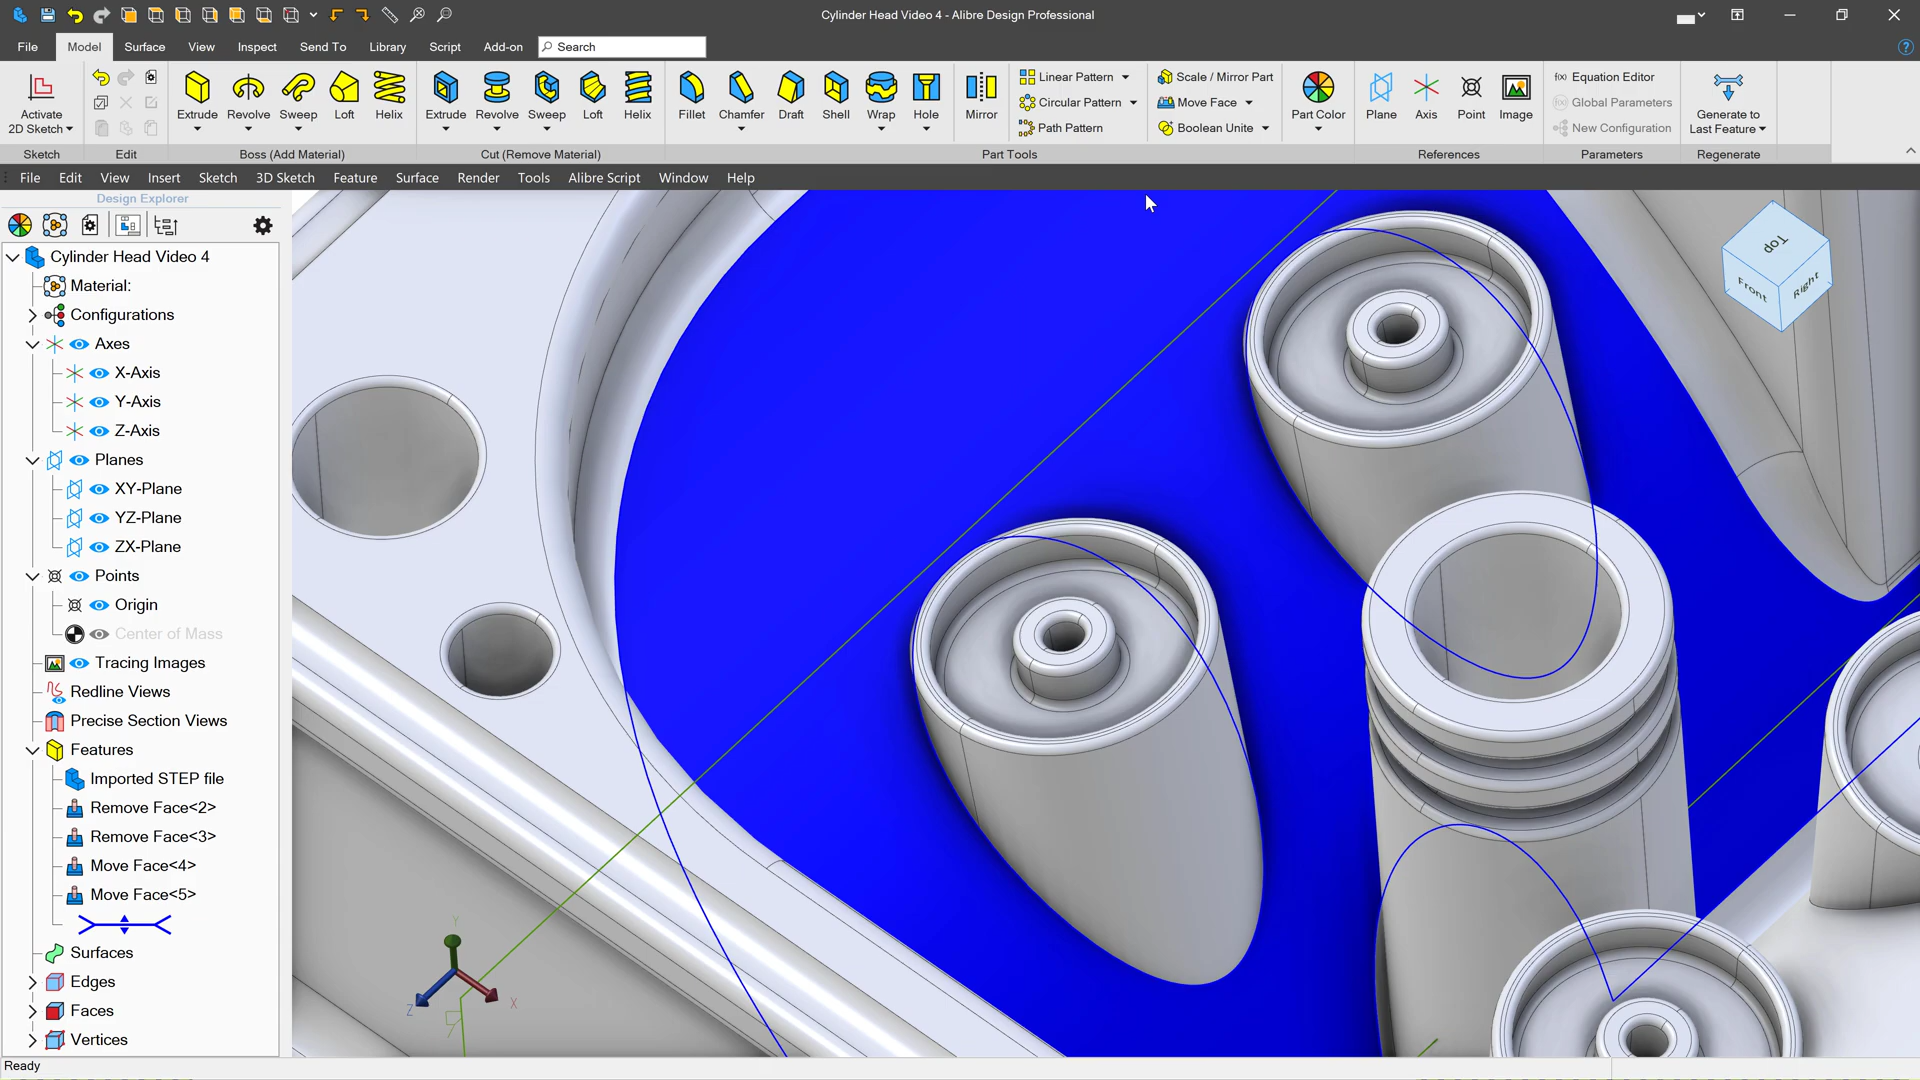 Cylinder Head Video 4 - Alibre Design Professional
File Model Surface View Inspect Send To Library Script Add-on Search
Activate
2D Sketch
Extrude Revolve Sweep Loft Helix
Extrude Revolve Sweep Loft Helix
Fillet Chamfer Draft Shell Wrap Hole Mirror
Linear Pattern
Circular Pattern
Path Pattern
Scale / Mirror Part
Move Face
Boolean Unite
Part Color
Plane Axis Point Image
Equation Editor
Global Parameters
New Configuration
Generate to
Last Feature
Sketch Edit Boss (Add Material) Cut (Remove Material) Part Tools References Parameters Regenerate
File Edit View Insert Sketch 3D Sketch Feature Surface Render Tools Alibre Script Window Help
Design Explorer
Cylinder Head Video 4
Material:
Configurations
Axes
X-Axis
Y-Axis
Z-Axis
Planes
XY-Plane
YZ-Plane
ZX-Plane
Points
Origin
Center of Mass
Tracing Images
Redline Views
Precise Section Views
Features
Imported STEP file
Remove Face<2>
Remove Face<3>
Move Face<4>
Move Face<5>
Surfaces
Edges
Faces
Vertices
Top
Front
Right
Y
Z
X
Ready